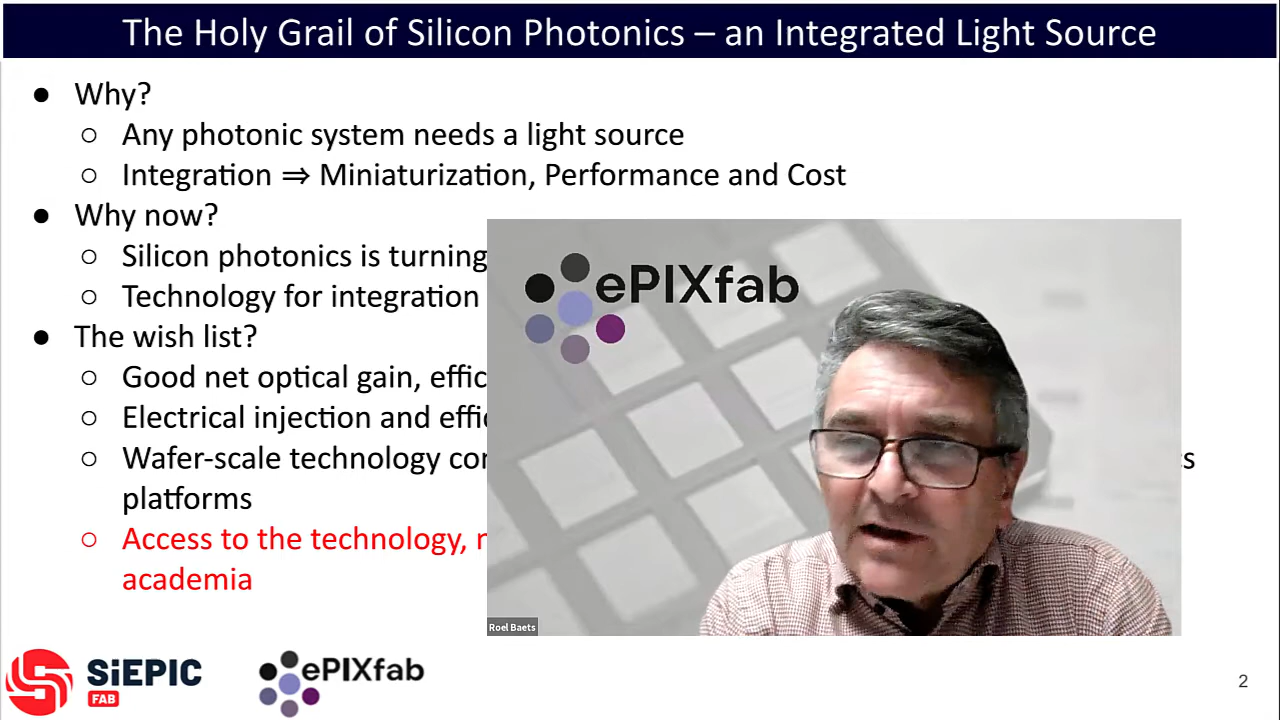 The Holy Grail of Silicon Photonics – an Integrated Light Source
● Why?
○ Any photonic system needs a light source
○ Integration ⇒ Miniaturization, Performance and Cost
● Why now?
○ Silicon photonics is turning
○ Technology for integration
● The wish list?
○ Good net optical gain,
○ Electrical injection and
○ Wafer-scale technology
platforms
○ Access to the technology,
academia
ePIXfab
Roel Baets
SiEPIC
FAB
ePIXfab
2